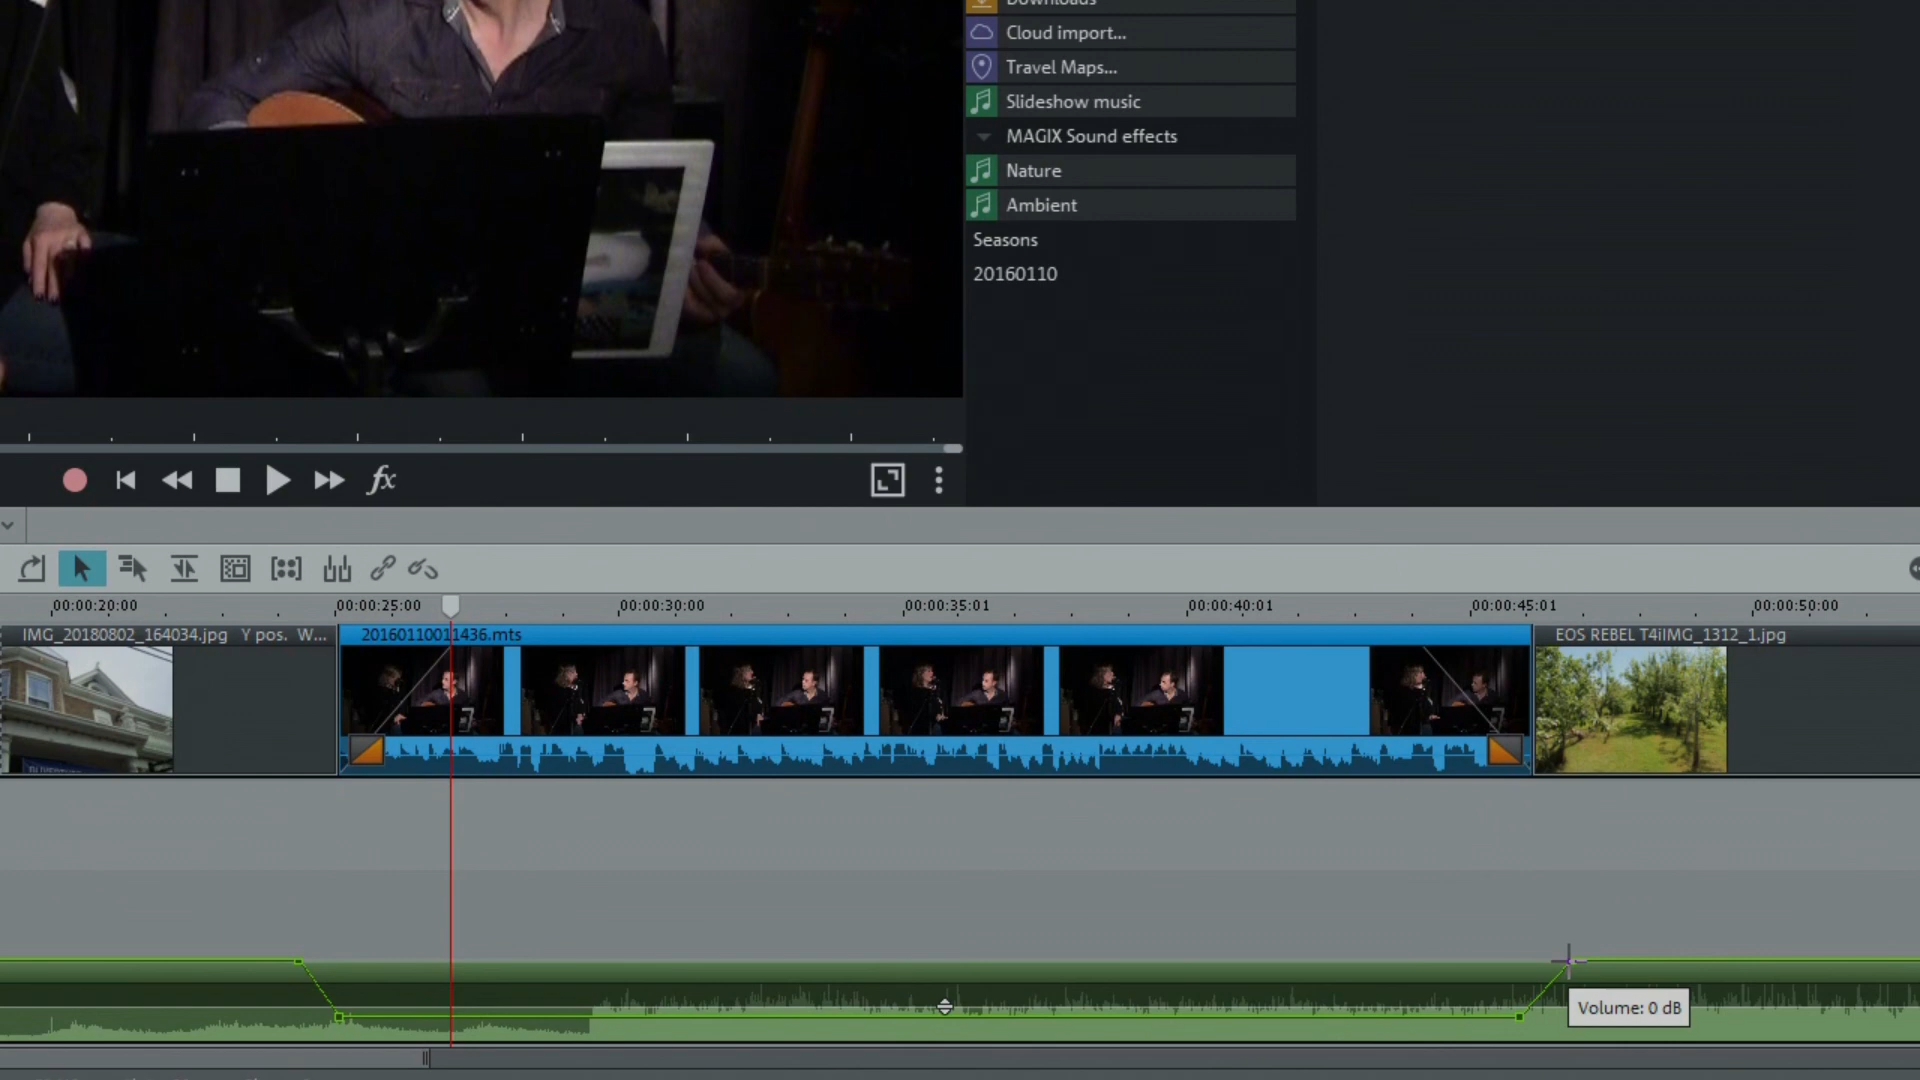 Downloads
Cloud import...
Travel Maps...
Slideshow music
MAGIX Sound effects
Nature
Ambient
Seasons
20160110
fx
00:00:20:00 00:00:25:00 00:00:30:00 00:00:35:01 00:00:40:01 00:00:45:01 00:00:50:00
IMG_20180802_164034.jpg Y pos. W... 20160110011436.mts EOS REBEL T4iIMG_1312_1.jpg
Volume: 0 dB